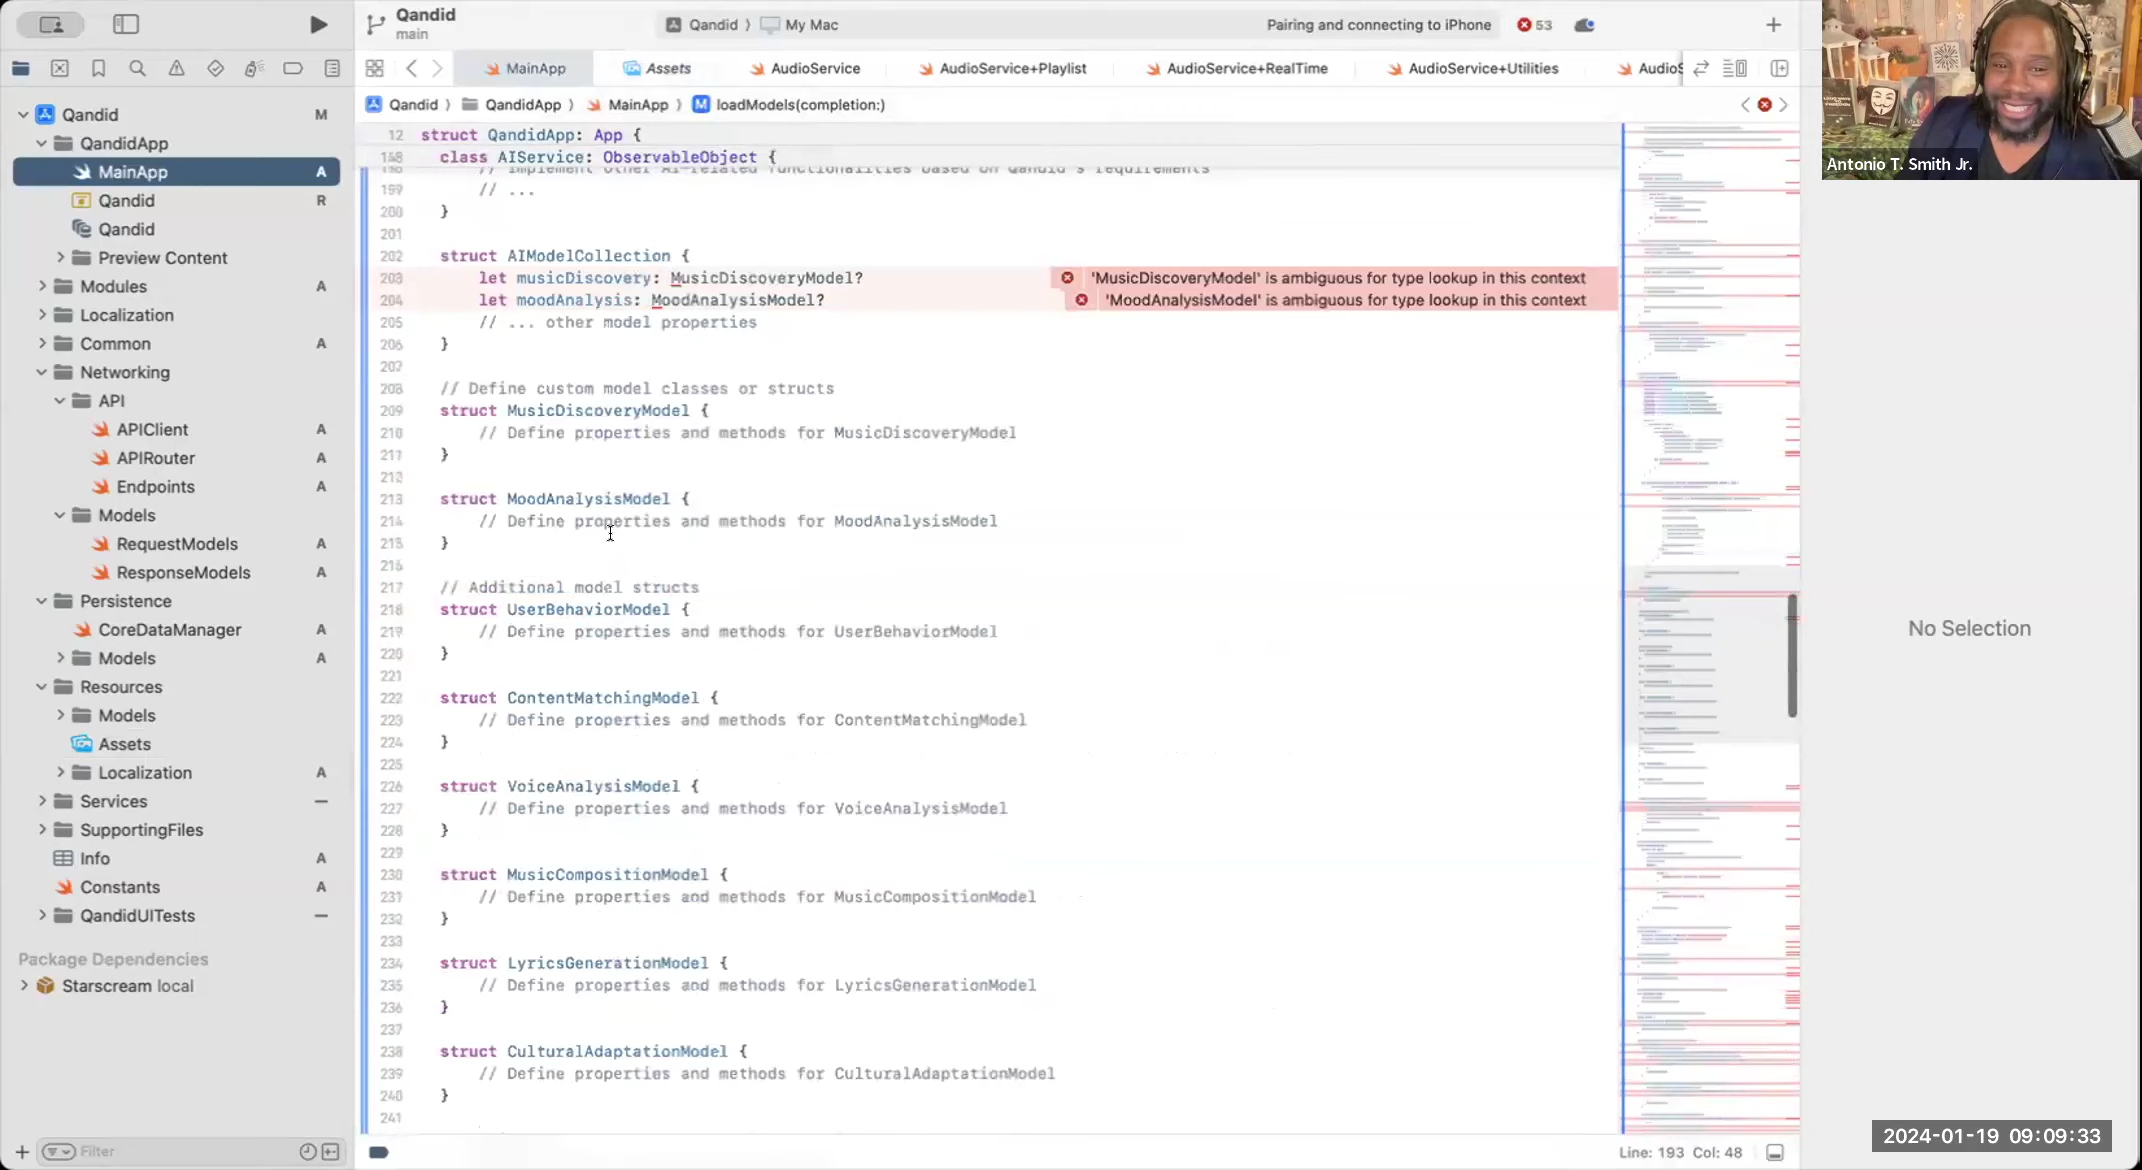 Qandid
main
Qandid
My Mac
Pairing and connecting to iPhone
53
MainApp
Assets
AudioService
AudioService+Playlist
AudioService+RealTime
AudioService+Utilities
AudioS
Qandid
QandidApp
MainApp
M
loadModels(completion:)
Qandid M
QandidApp
MainApp A
Qandid R
Qandid
Preview Content
Modules A
Localization
Common A
Networking
API
APIClient A
APIRouter A
Endpoints A
Models
RequestModels A
ResponseModels A
Persistence
CoreDataManager A
Models A
Resources
Models
Assets
Localization A
Services
SupportingFiles
Info A
Constants A
QandidUITests
Package Dependencies
Starscream local
Filter
12 struct QandidApp: App {
148 class AIService: ObservableObject {
198 // Implement other AI-related functionalities based on Qandid's requirements
199 // ...
200 }
201
202 struct AIModelCollection {
203 let musicDiscovery: MusicDiscoveryModel? 'MusicDiscoveryModel' is ambiguous for type lookup in this context
204 let moodAnalysis: MoodAnalysisModel? 'MoodAnalysisModel' is ambiguous for type lookup in this context
205 // ... other model properties
206 }
207
208 // Define custom model classes or structs
209 struct MusicDiscoveryModel {
210 // Define properties and methods for MusicDiscoveryModel
211 }
212
213 struct MoodAnalysisModel {
214 // Define properties and methods for MoodAnalysisModel
215 }
216
217 // Additional model structs
218 struct UserBehaviorModel {
219 // Define properties and methods for UserBehaviorModel
220 }
221
222 struct ContentMatchingModel {
223 // Define properties and methods for ContentMatchingModel
224 }
225
226 struct VoiceAnalysisModel {
227 // Define properties and methods for VoiceAnalysisModel
228 }
229
230 struct MusicCompositionModel {
231 // Define properties and methods for MusicCompositionModel
232 }
233
234 struct LyricsGenerationModel {
235 // Define properties and methods for LyricsGenerationModel
236 }
237
238 struct CulturalAdaptationModel {
239 // Define properties and methods for CulturalAdaptationModel
240 }
241
Line: 193 Col: 48
Antonio T. Smith Jr.
No Selection
2024-01-19 09:09:33